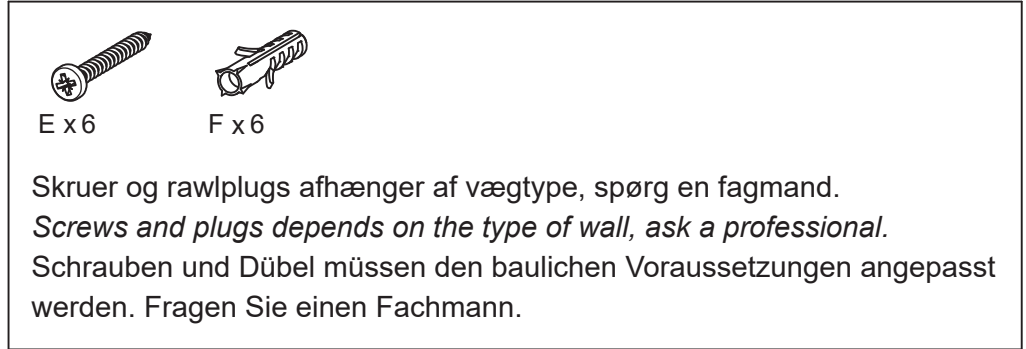 E x 6 F x 6
Skruer og rawlplugs afhænger af vægtype, spørg en fagmand.
Screws and plugs depends on the type of wall, ask a professional.
Schrauben und Dübel müssen den baulichen Voraussetzungen angepasst
werden. Fragen Sie einen Fachmann.